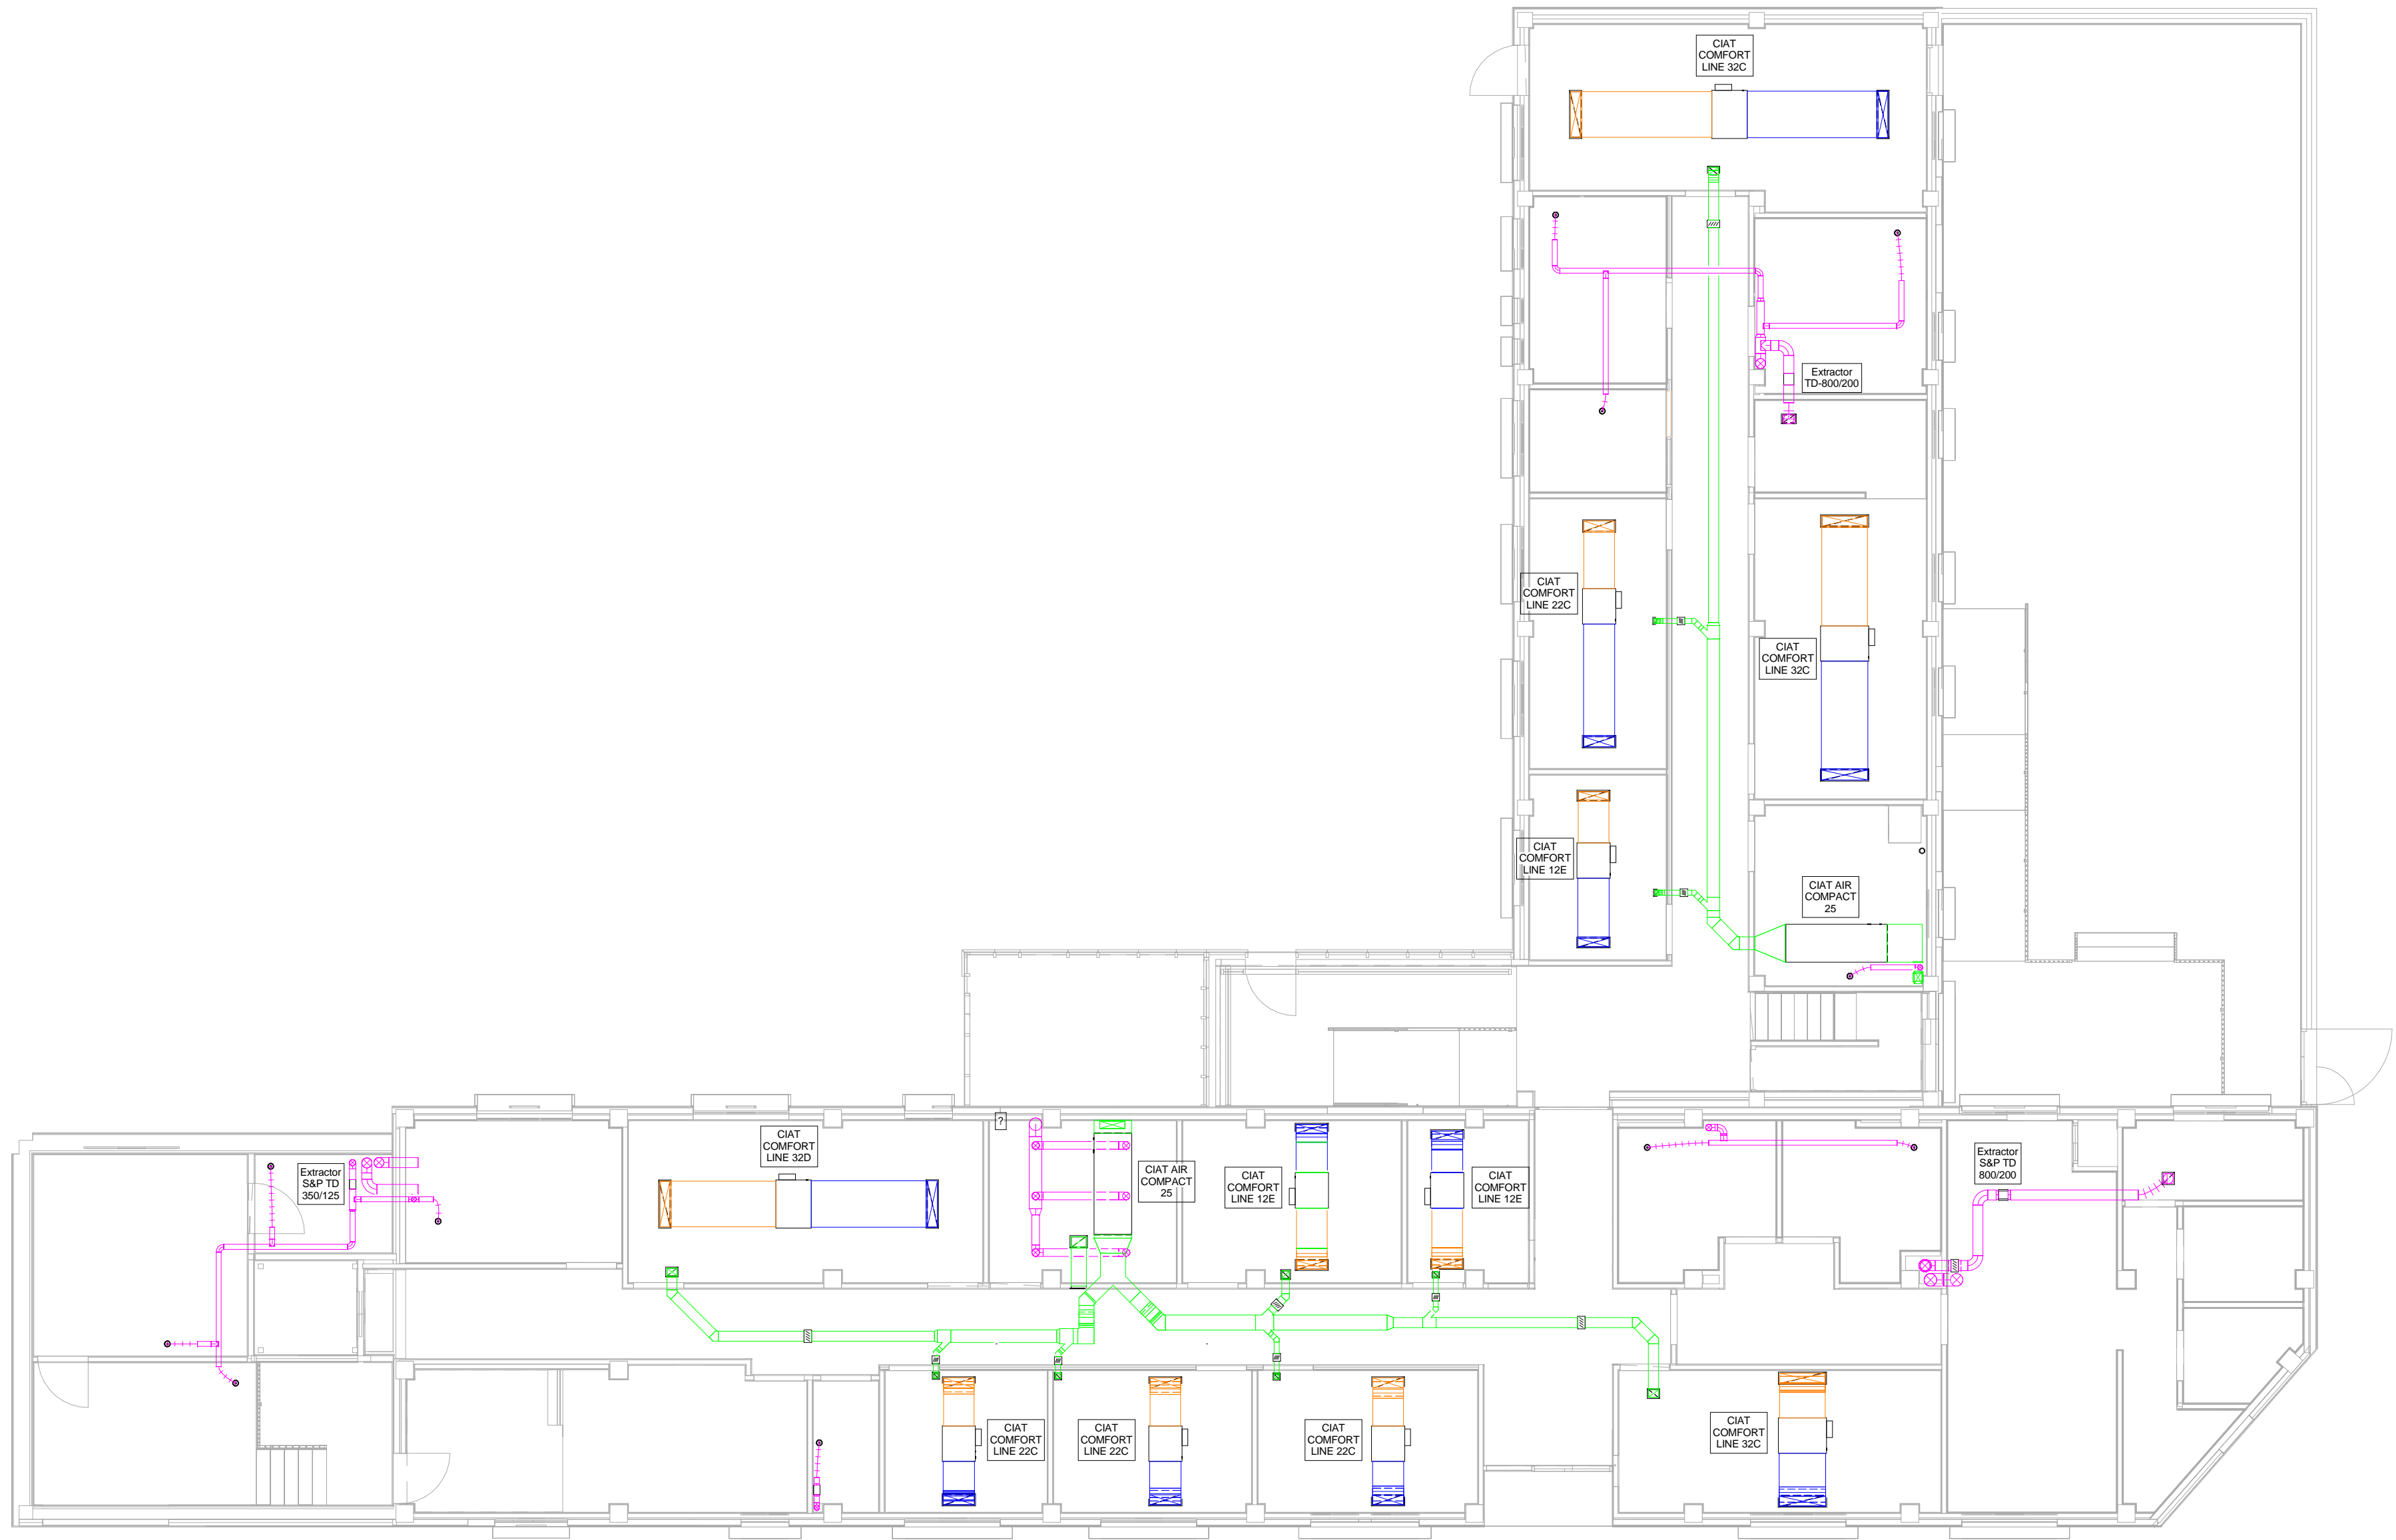 CIAT
COMFORT
LINE 32C
Extractor
TD-800/200
CIAT
COMFORT
LINE 22C
CIAT
COMFORT
LINE 32C
CIAT
COMFORT
LINE 12E
CIAT AIR
COMPACT
25
?
CIAT
COMFORT
LINE 32D
Extractor
S&P TD
350/125
CIAT AIR
COMPACT
25
CIAT
COMFORT
LINE 12E
CIAT
COMFORT
LINE 12E
Extractor
S&P TD
800/200
CIAT
COMFORT
LINE 22C
CIAT
COMFORT
LINE 22C
CIAT
COMFORT
LINE 22C
CIAT
COMFORT
LINE 32C